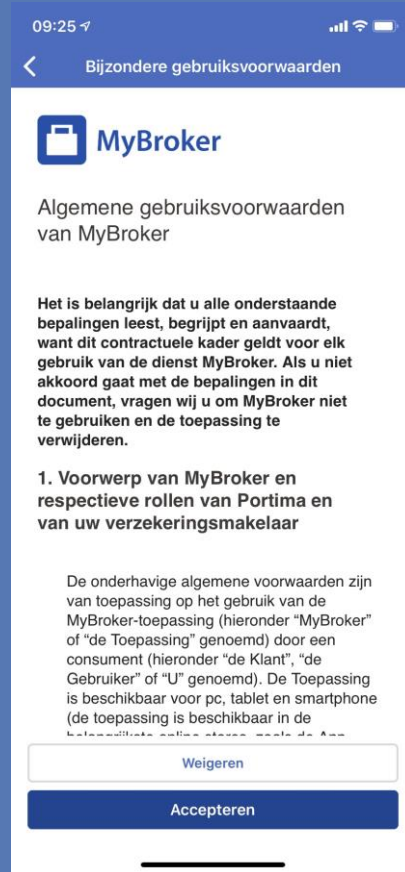 09:25
Bijzondere gebruiksvoorwaarden
MyBroker
Algemene gebruiksvoorwaarden
van MyBroker
Het is belangrijk dat u alle onderstaande
bepalingen leest, begrijpt en aanvaardt,
want dit contractuele kader geldt voor elk
gebruik van de dienst MyBroker. Als u niet
akkoord gaat met de bepalingen in dit
document, vragen wij u om MyBroker niet
te gebruiken en de toepassing te
verwijderen.
1. Voorwerp van MyBroker en
respectieve rollen van Portima en
van uw verzekeringsmakelaar
De onderhavige algemene voorwaarden zijn
van toepassing op het gebruik van de
MyBroker-toepassing (hieronder “MyBroker”
of “de Toepassing” genoemd) door een
consument (hieronder “de Klant”, “de
Gebruiker” of “U” genoemd). De Toepassing
is beschikbaar voor pc, tablet en smartphone
(de toepassing is beschikbaar in de
belangrijkste online stores, zoals de App
Weigeren
Accepteren